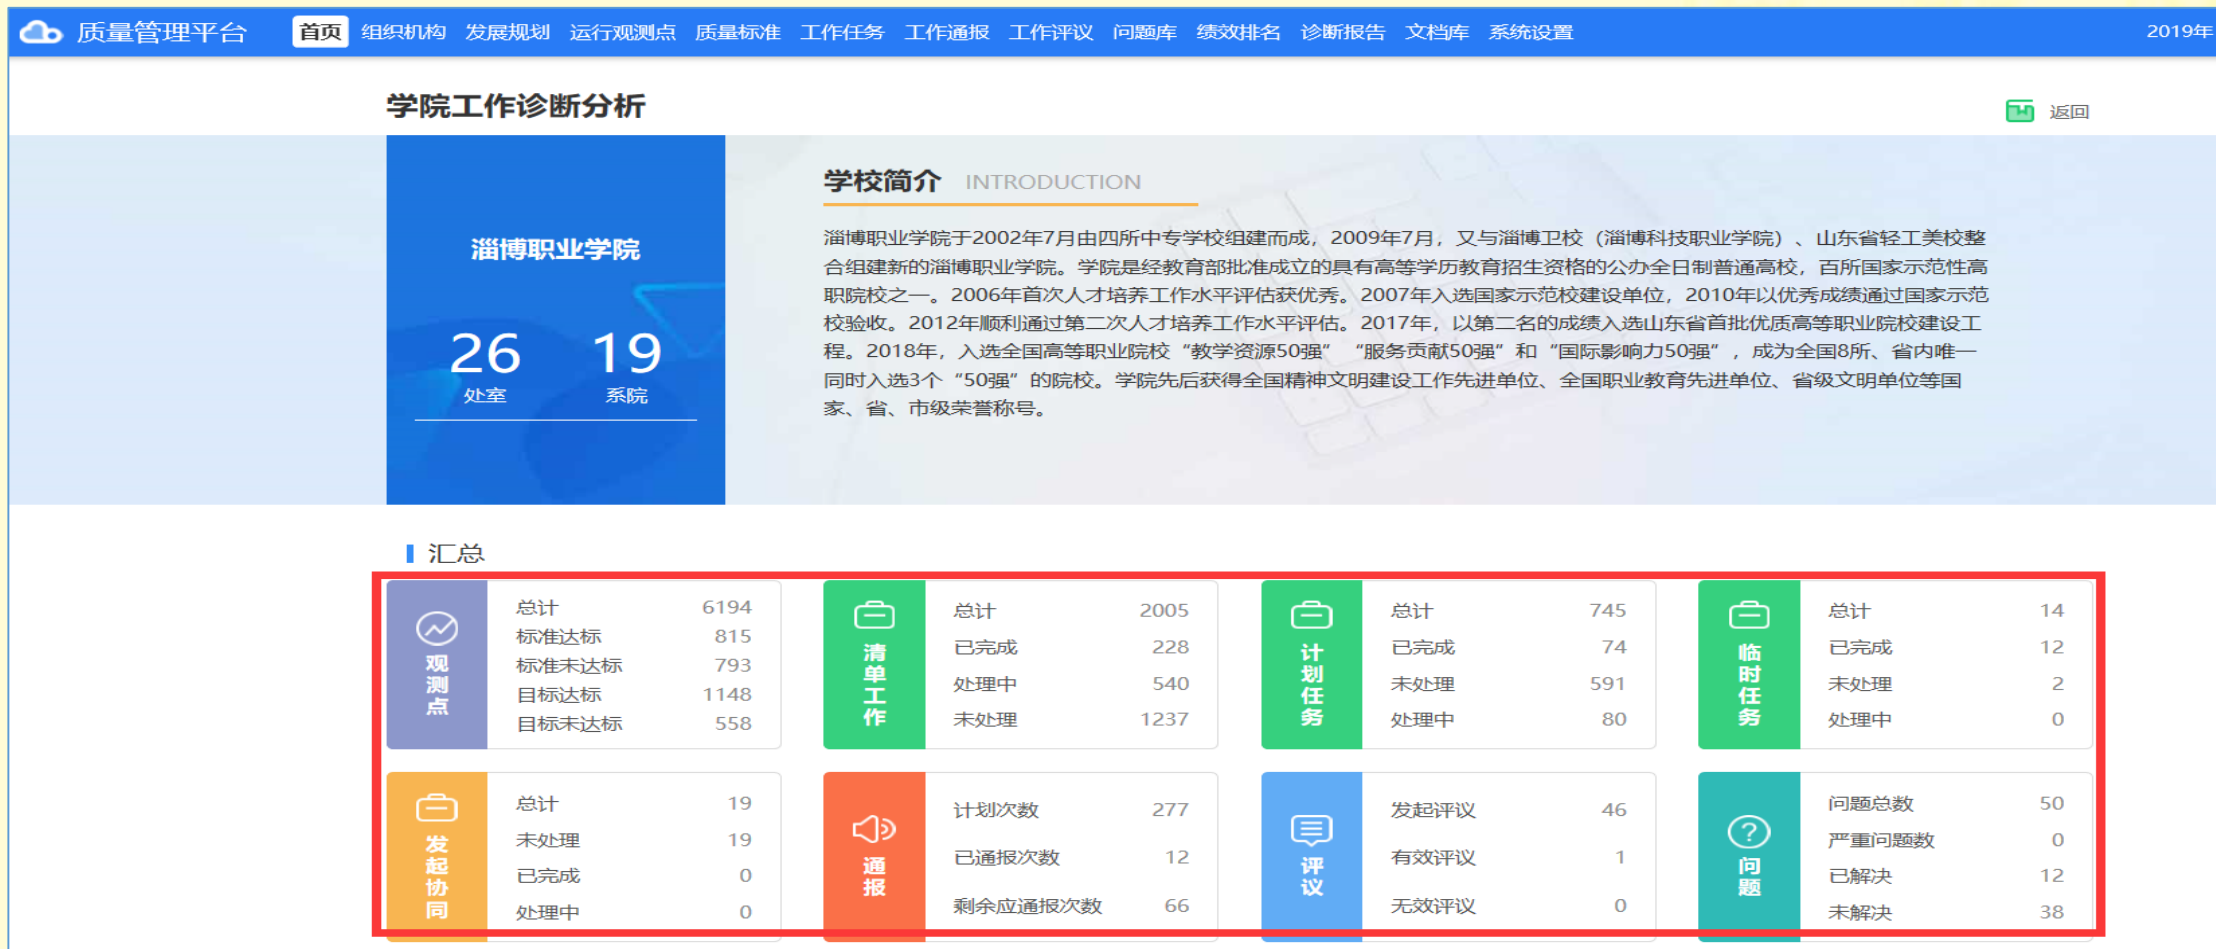 质量管理平台 首页 组织机构 发展规划 运行观测点 质量标准 工作任务 工作通报 工作评议 问题库 绩效排名 诊断报告 文档库 系统设置 2019年
学院工作诊断分析
返回
淄博职业学院
26 19
处室 系院
学校简介 INTRODUCTION
淄博职业学院于2002年7月由四所中专学校组建而成，2009年7月，又与淄博卫校（淄博科技职业学院）、山东省轻工美校整
合组建新的淄博职业学院。学院是经教育部批准成立的具有高等学历教育招生资格的公办全日制普通高校，百所国家示范性高
职院校之一。2006年首次人才培养工作水平评估获优秀。2007年入选国家示范校建设单位，2010年以优秀成绩通过国家示范
校验收。2012年顺利通过第二次人才培养工作水平评估。2017年，以第二名的成绩入选山东省首批优质高等职业院校建设工
程。2018年，入选全国高等职业院校“教学资源50强”“服务贡献50强”和“国际影响力50强”，成为全国8所、省内唯一
同时入选3个“50强”的院校。学院先后获得全国精神文明建设工作先进单位、全国职业教育先进单位、省级文明单位等国
家、省、市级荣誉称号。
汇总
观测点
总计 6194
标准达标 815
标准未达标 793
目标达标 1148
目标未达标 558
清单工作
总计 2005
已完成 228
处理中 540
未处理 1237
计划任务
总计 745
已完成 74
未处理 591
处理中 80
临时任务
总计 14
已完成 12
未处理 2
处理中 0
发起协同
总计 19
未处理 19
已完成 0
处理中 0
通报
计划次数 277
已通报次数 12
剩余应通报次数 66
评议
发起评议 46
有效评议 1
无效评议 0
问题
问题总数 50
严重问题数 0
已解决 12
未解决 38